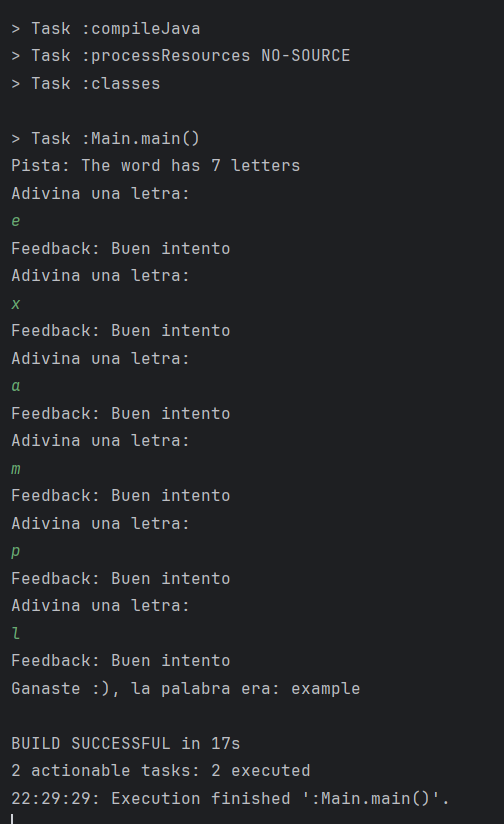 > Task :compileJava
> Task :processResources NO-SOURCE
> Task :classes
> Task :Main.main()
Pista: The word has 7 letters
Adivina una letra:
e
Feedback: Buen intento
Adivina una letra:
x
Feedback: Buen intento
Adivina una letra:
a
Feedback: Buen intento
Adivina una letra:
m
Feedback: Buen intento
Adivina una letra:
p
Feedback: Buen intento
Adivina una letra:
l
Feedback: Buen intento
Ganaste :), la palabra era: example
BUILD SUCCESSFUL in 17s
2 actionable tasks: 2 executed
22:29:29: Execution finished ':Main.main()'.